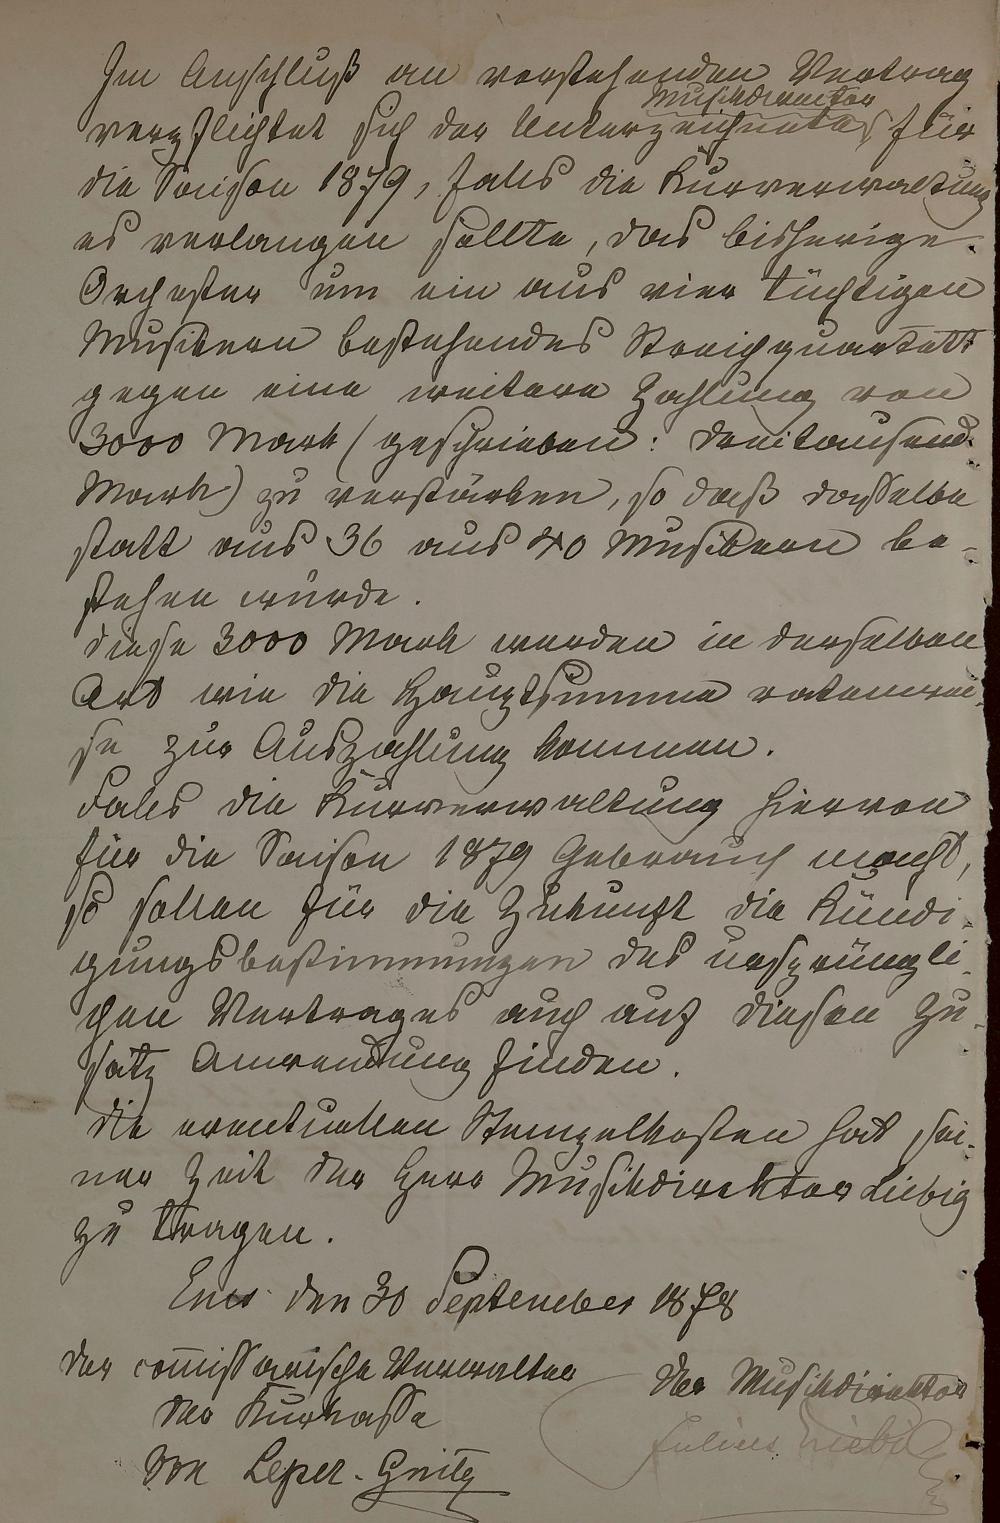 Im Anschluß an vorstehenden Vertrag
Musikdirector
verpflichtet sich der Unterzeichnete, für
die Saison 1879, falls die Kurverwaltung
es verlangen sollte, das bisherige
Orchester um ein aus vier tüchtigen
Musikern bestehendes Streichquartett
gegen eine weitere Zahlung von
3000 Mark (geschrieben: dreitausend
Mark) zu verstärken, so daß dasselbe
statt aus 36 aus 40 Musikern be-
stehen würde.
Diese 3000 Mark werden in derselben
Art wie die Hauptsumme ratenwei-
se zur Auszahlung kommen.
Falls die Kurverwaltung hiervon
für die Saison 1879 Gebrauch macht,
so sollen für die Zukunft die Kündi-
gungsbestimmungen des ursprüngli-
chen Vertrages auch auf diesen Zu-
satz Anwendung finden.
Die eventuellen Stempelkosten hat sei-
ner Zeit der Herr Musikdirektor Liebig
zu tragen.
Ems den 30 September 1878
Der commissarische Verwalter
der Kurkasse
von Leper-Gnitz
Der Musikdirektor
Julius Liebig